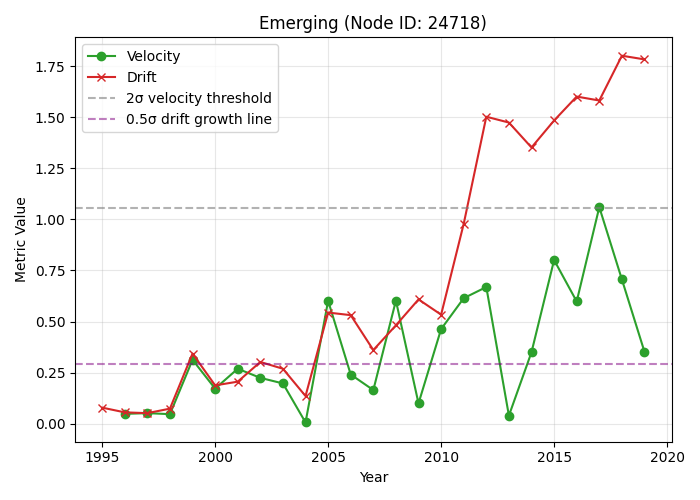 Emerging (Node ID: 24718)
Velocity
Drift
2σ velocity threshold
0.5σ drift growth line
Metric Value
1.75
1.50
1.25
1.00
0.75
0.50
0.25
0.00
1995 2000 2005 2010 2015 2020
Year